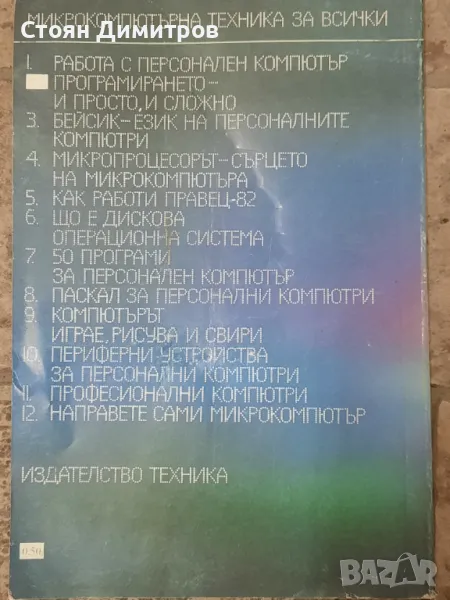 Стоян Димитров
МИКРОКОМПЮТЪРНА ТЕХНИКА ЗА ВСИЧКИ
1. РАБОТА С ПЕРСОНАЛЕН КОМПЮТЪР
ПРОГРАМИРАНЕТО –
И ПРОСТО, И СЛОЖНО
3. БЕЙСИК – ЕЗИК НА ПЕРСОНАЛНИТЕ
КОМПЮТРИ
4. МИКРОПРОЦЕСОРЪТ – СЪРЦЕТО
НА МИКРОКОМПЮТЪРА
5. КАК РАБОТИ ПРАВЕЦ-82
6. ЩО Е ДИСКОВА
ОПЕРАЦИОННА СИСТЕМА
7. 50 ПРОГРАМИ
ЗА ПЕРСОНАЛЕН КОМПЮТЪР
8. ПАСКАЛ ЗА ПЕРСОНАЛНИ КОМПЮТРИ
9. КОМПЮТЪРЪТ
ИГРАЕ, РИСУВА И СВИРИ
10. ПЕРИФЕРНИ УСТРОЙСТВА
ЗА ПЕРСОНАЛНИ КОМПЮТРИ
11. ПРОФЕСИОНАЛНИ КОМПЮТРИ
12. НАПРАВЕТЕ САМИ МИКРОКОМПЮТЪР
ИЗДАТЕЛСТВО ТЕХНИКА
BAZAR.BG